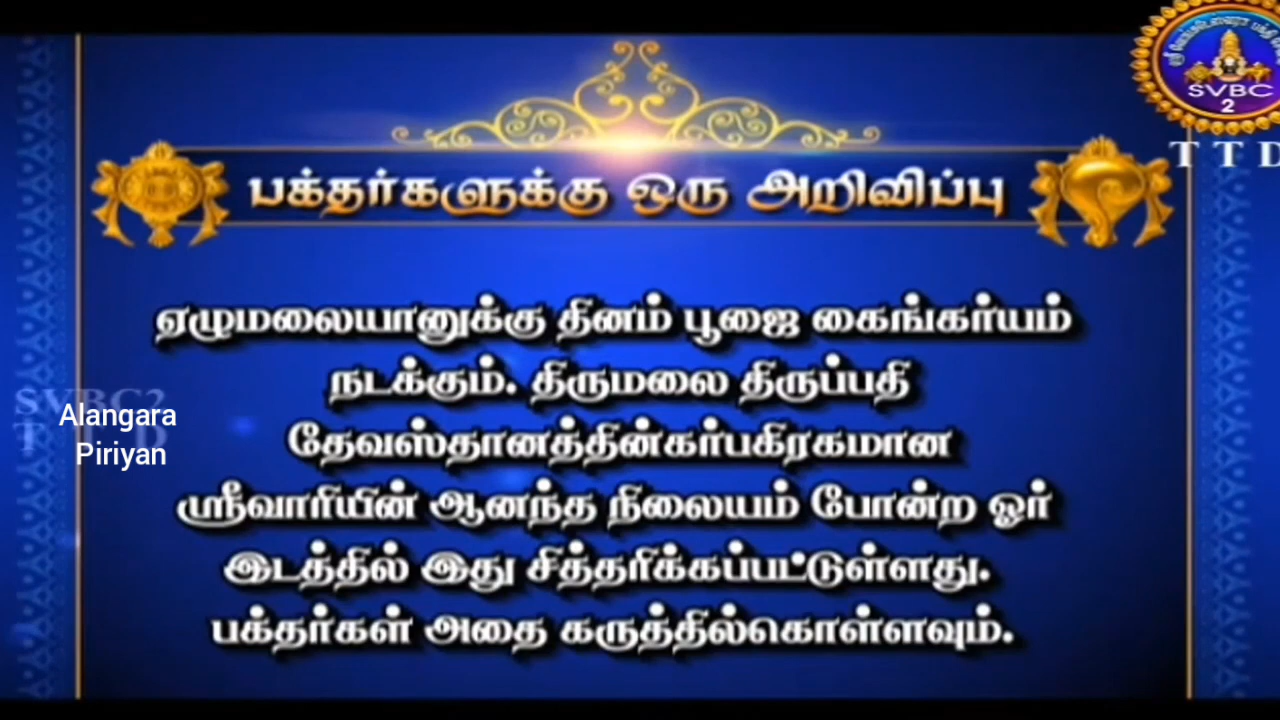 SVBC
2
TTD
பக்தர்களுக்கு ஒரு அறிவிப்பு
ஏழுமலையானுக்கு தினம் பூஜை கைங்கர்யம்
நடக்கும். திருமலை திருப்பதி
தேவஸ்தானத்தின்கர்பகிரகமான
ஸ்ரீவாரியின் ஆனந்த நிலையம் போன்ற ஓர்
இடத்தில் இது சித்தரிக்கப்பட்டுள்ளது.
பக்தர்கள் அதை கருத்தில்கொள்ளவும்.
SVBC2
Alangara
Piriyan